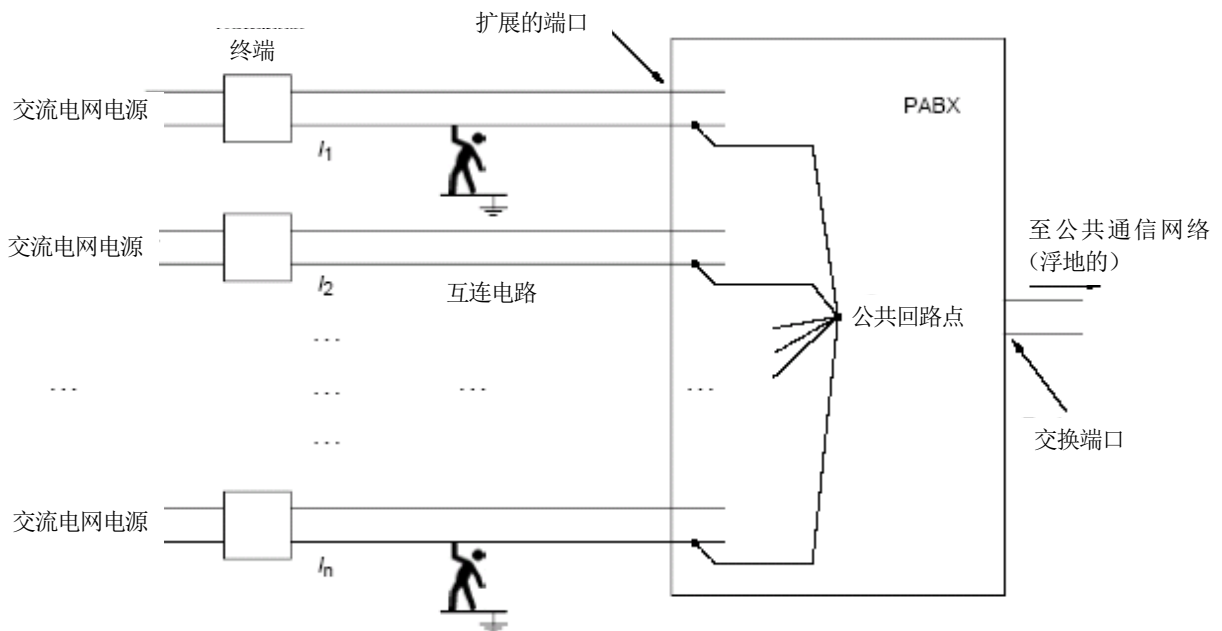 扩展的端口
终端
交流电网电源
PABX
I1
交流电网电源
至公共通信网络
(浮地的)
I2
互连电路
公共回路点
...
... ... ... ...
...
交换端口
交流电网电源
In